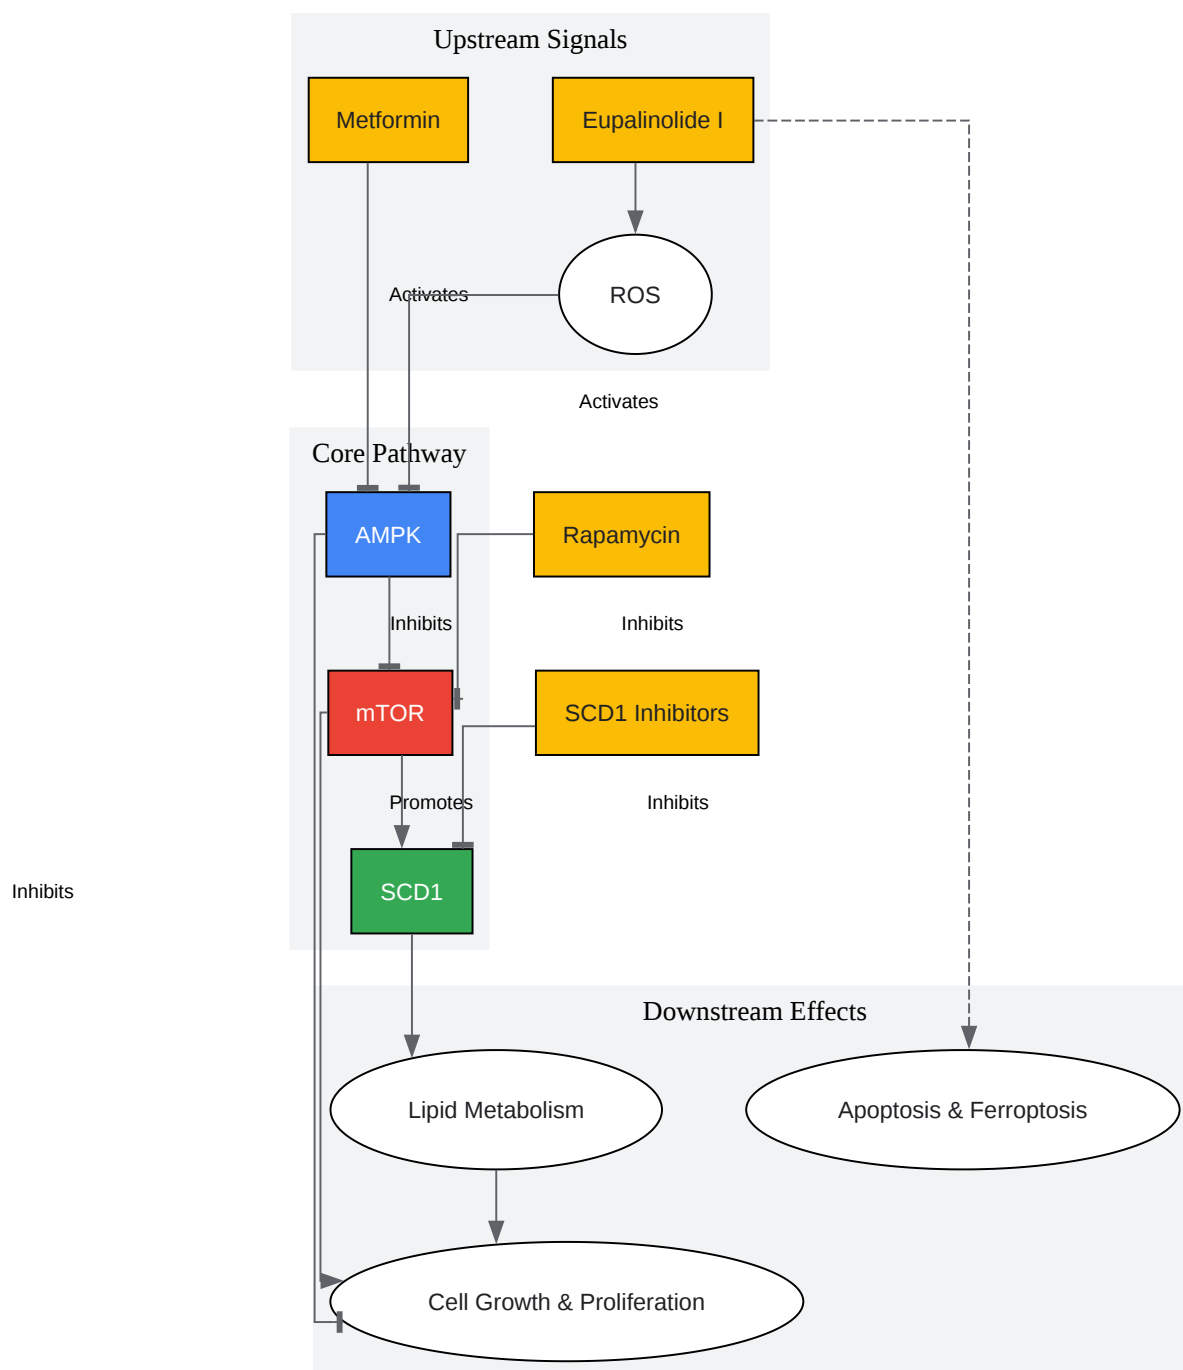 Upstream Signals
Metformin
Eupalinolide I
Activates
ROS
Activates
Core Pathway
AMPK
Rapamycin
Inhibits
Inhibits
mTOR
SCD1 Inhibitors
Promotes
Inhibits
Inhibits
SCD1
Downstream Effects
Lipid Metabolism
Apoptosis & Ferroptosis
Cell Growth & Proliferation